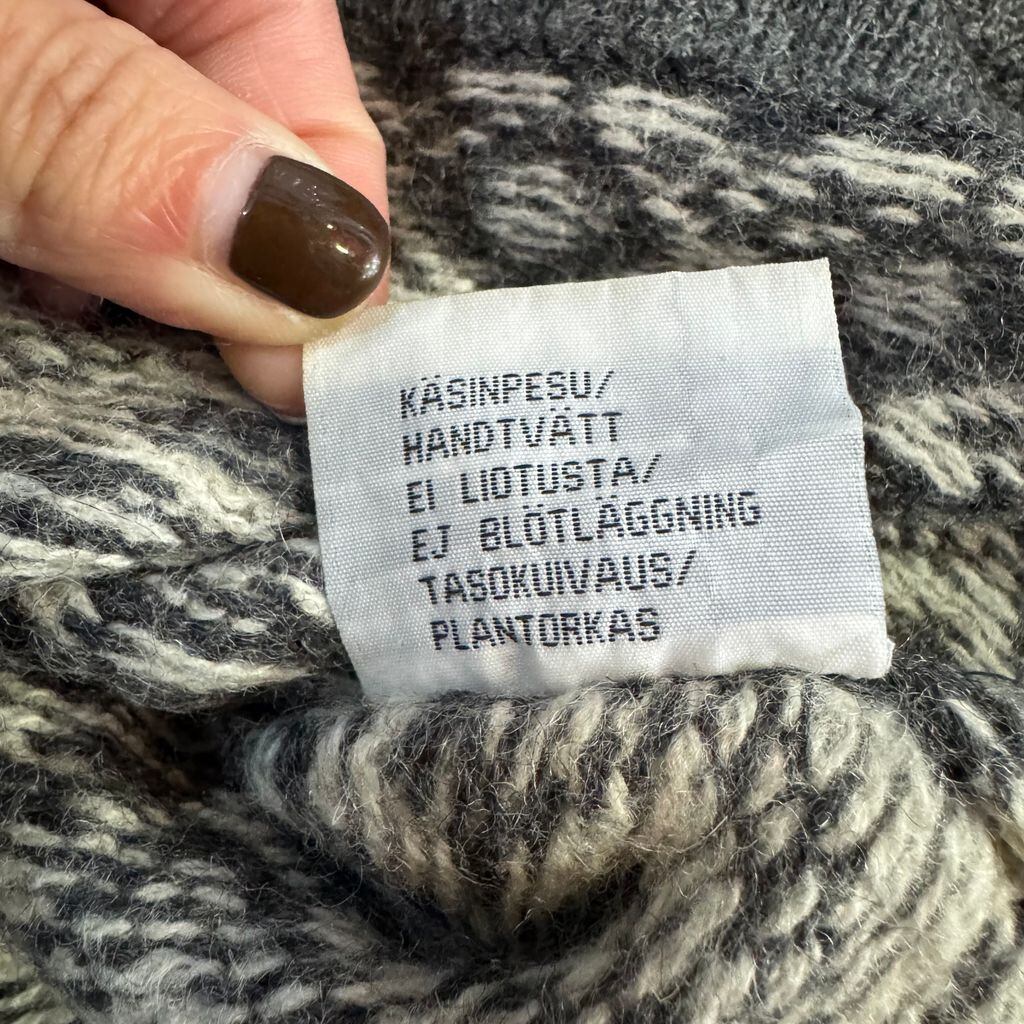 KÄSINPESU/
HANDTVÄTT
EI LIOTUSTA/
EJ BLÖTLÄGGNING
TASOKUIVAUS/
PLANTORKAS